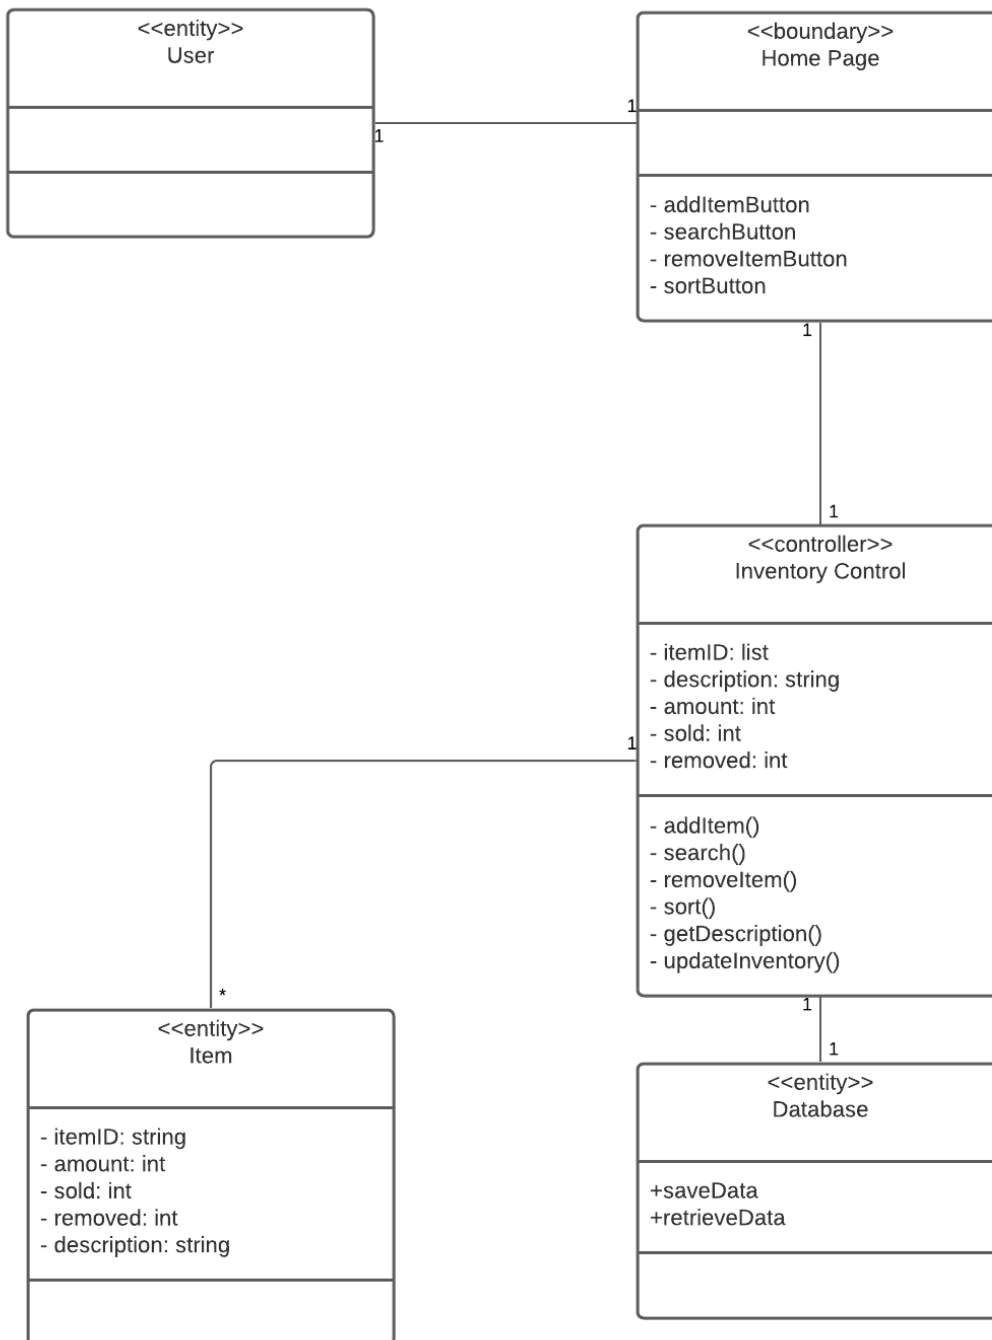 <<entity>>
User
1
<<boundary>>
Home Page
1
- addItemButton
- searchButton
- removeItemButton
- sortButton
1
1
<<controller>>
Inventory Control
- itemID: list
- description: string
- amount: int
- sold: int
- removed: int
1
- addItem()
- search()
- removeItem()
- sort()
- getDescription()
- updateInventory()
*
<<entity>>
Item
- itemID: string
- amount: int
- sold: int
- removed: int
- description: string
1
1
<<entity>>
Database
+saveData
+retrieveData